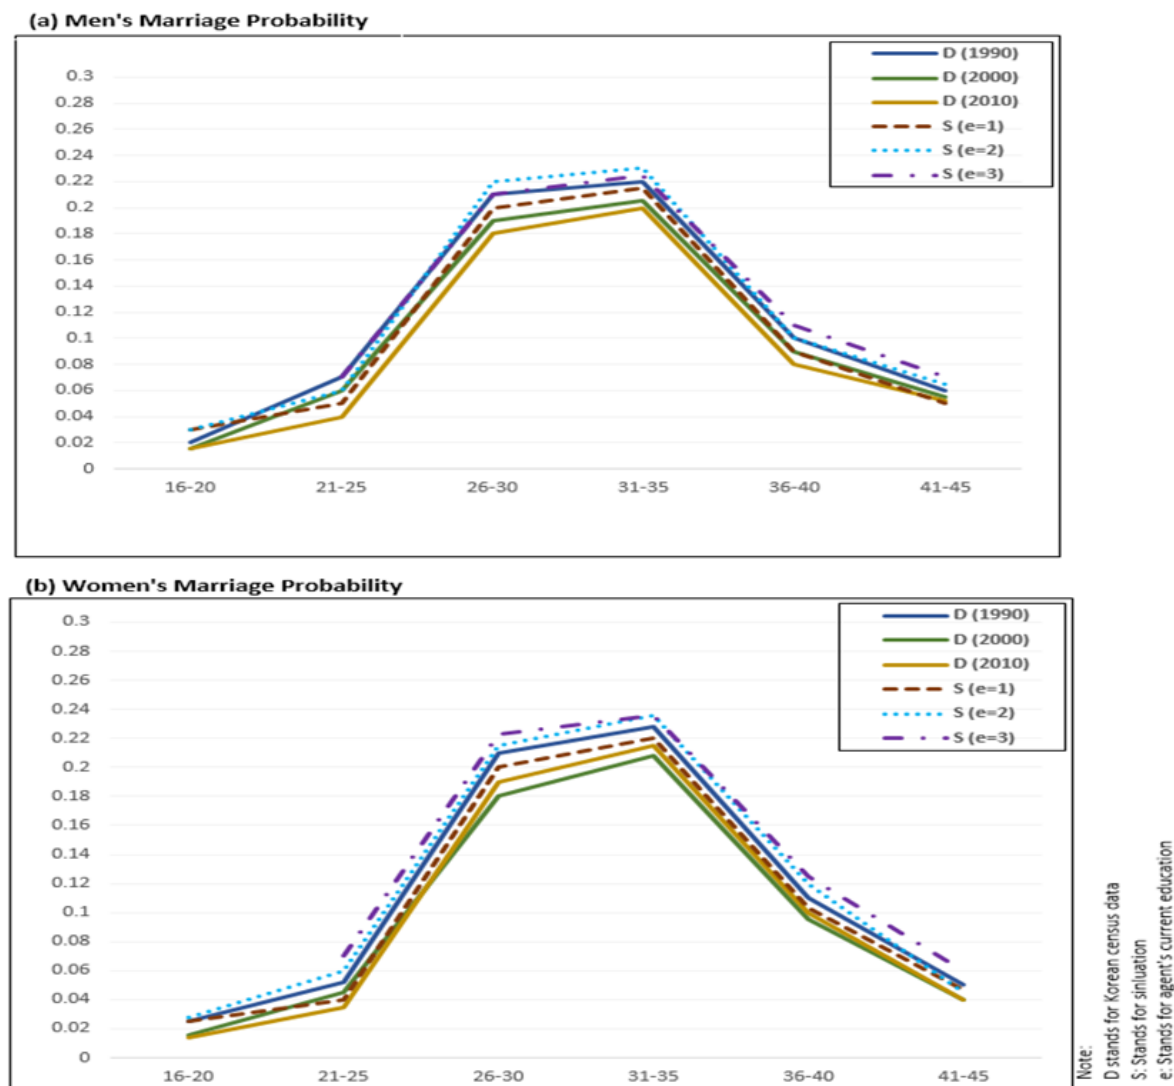 (a) Men's Marriage Probability
D (1990)
D (2000)
D (2010)
S (e=1)
S (e=2)
S (e=3)
0.3
0.28
0.26
0.24
0.22
0.2
0.18
0.16
0.14
0.12
0.1
0.08
0.06
0.04
0.02
0
16-20 21-25 26-30 31-35 36-40 41-45
(b) Women's Marriage Probability
D (1990)
D (2000)
D (2010)
S (e=1)
S (e=2)
S (e=3)
0.3
0.28
0.26
0.24
0.22
0.2
0.18
0.16
0.14
0.12
0.1
0.08
0.06
0.04
0.02
0
16-20 21-25 26-30 31-35 36-40 41-45
Note:
D stands for Korean census data
S: Stands for sinluation
e: Stands for agent's current education